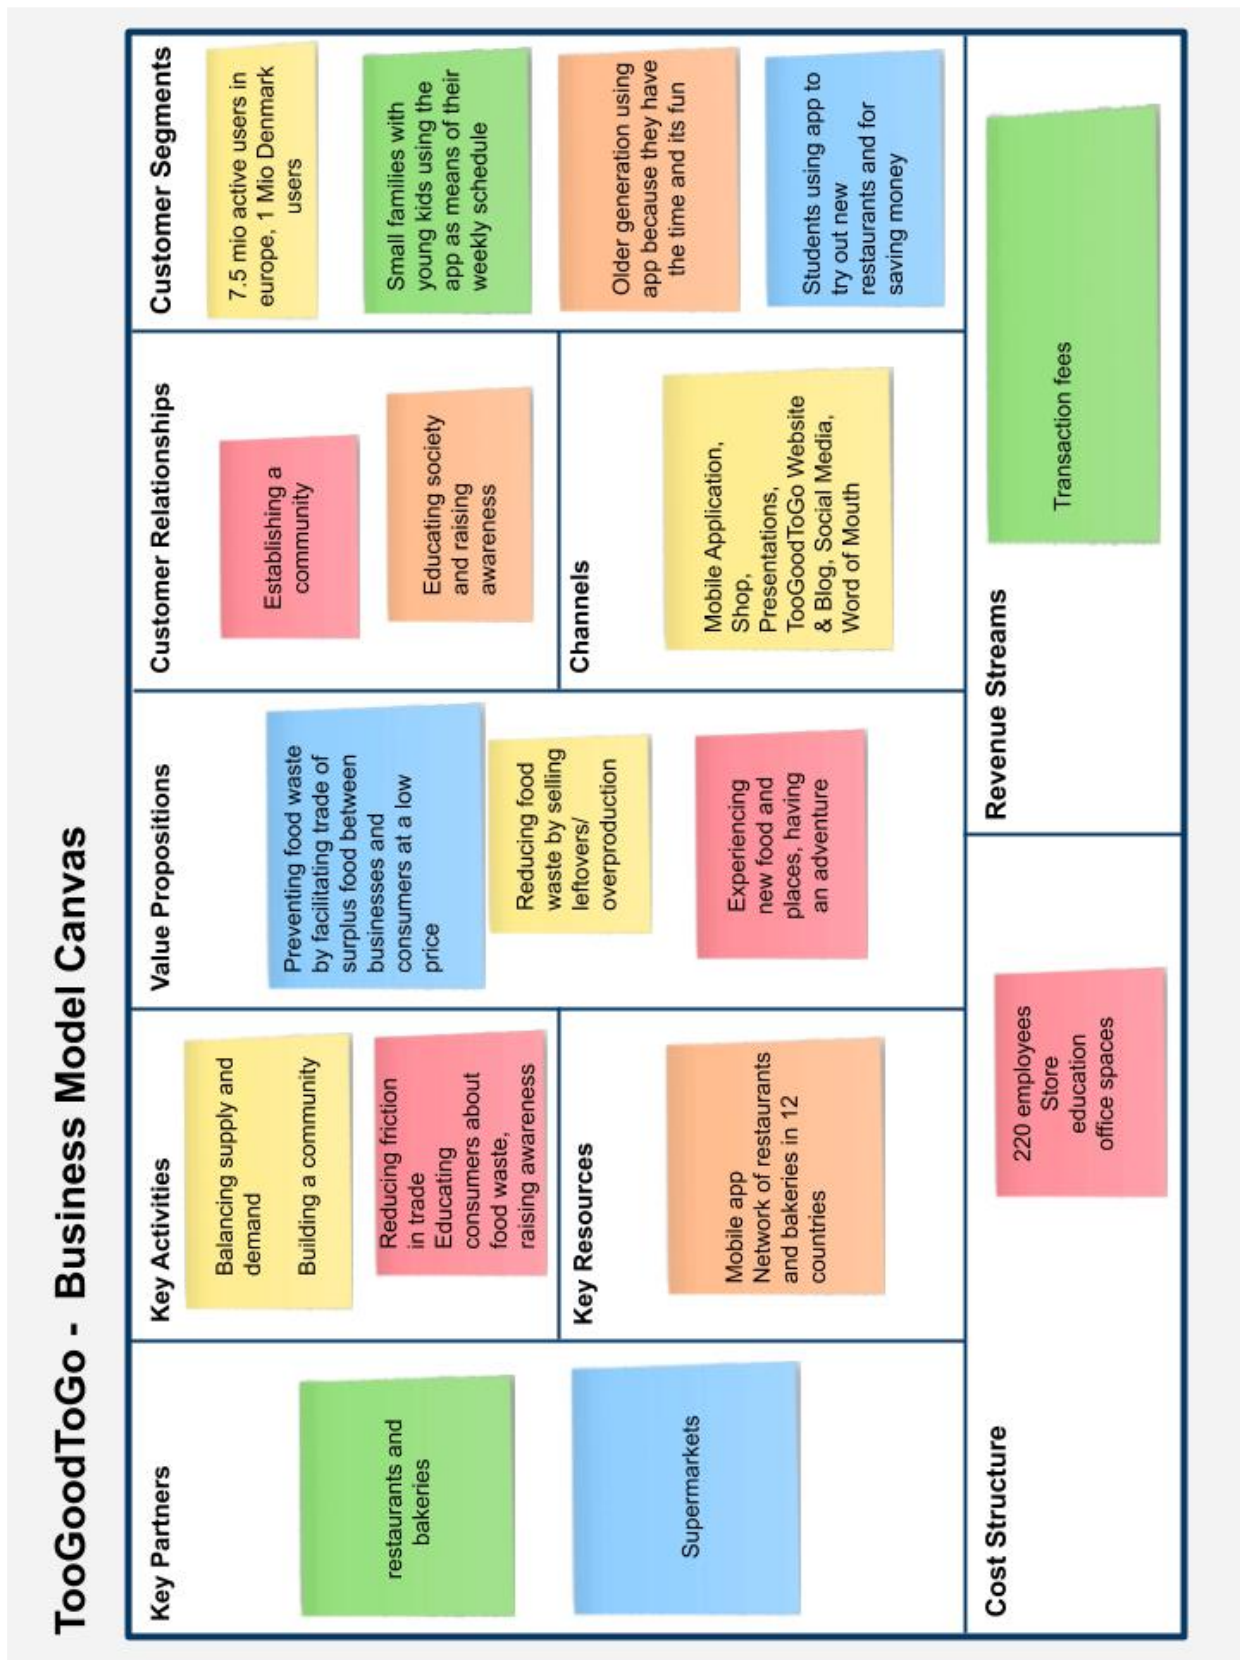 TooGoodToGo - Business Model Canvas
Key Partners
restaurants and
bakeries
Supermarkets
Key Activities
Balancing supply and
demand
Building a community
Reducing friction
in trade
Educating
consumers about
food waste,
raising awareness
Key Resources
Mobile app
Network of restaurants
and bakeries in 12
countries
Value Propositions
Preventing food waste
by facilitating trade of
surplus food between
businesses and
consumers at a low
price
Reducing food
waste by selling
leftovers/
overproduction
Experiencing
new food and
places, having
an adventure
Customer Relationships
Establishing a
community
Educating society
and raising
awareness
Channels
Mobile Application,
Shop,
Presentations,
TooGoodToGo Website
& Blog, Social Media,
Word of Mouth
Customer Segments
7.5 mio active users in
europe, 1 Mio Denmark
users
Small families with
young kids using the
app as means of their
weekly schedule
Older generation using
app because they have
the time and its fun
Students using app to
try out new
restaurants and for
saving money
Cost Structure
220 employees
Store
education
office spaces
Revenue Streams
Transaction fees